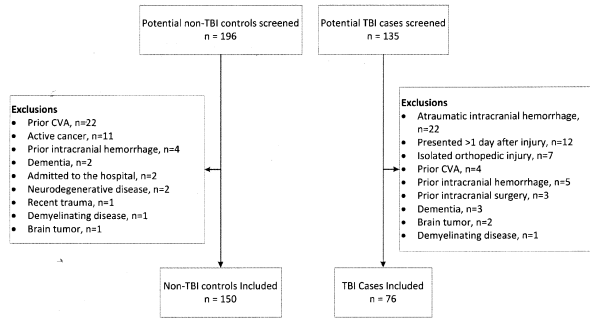 Potential non-TBI controls screened
n = 196
Potential TBI cases screened
n = 135
Exclusions
• Prior CVA, n=22
• Active cancer, n=11
• Prior intracranial hemorrhage, n=4
• Dementia, n=2
• Admitted to the hospital, n=2
• Neurodegenerative disease, n=2
• Recent trauma, n=1
• Demyelinating disease, n=1
• Brain tumor, n=1
Exclusions
• Atraumatic intracranial hemorrhage,
n=22
• Presented >1 day after injury, n=12
• Isolated orthopedic injury, n=7
• Prior CVA, n=4
• Prior intracranial hemorrhage, n=5
• Prior intracranial surgery, n=3
• Dementia, n=3
• Brain tumor, n=2
• Demyelinating disease, n=1
Non-TBI controls Included
n = 150
TBI Cases Included
n = 76